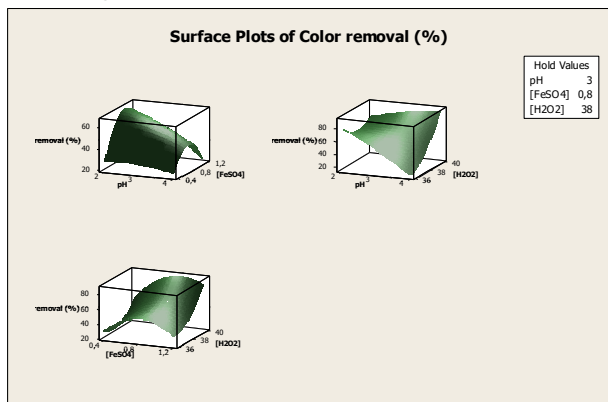 Surface Plots of Color removal (%)
Hold Values
pH 3
[FeSO4] 0,8
[H2O2] 38
60
removal (%)
40
20
2
3
4
pH
0,4
0,8
1,2
[FeSO4]
80
60
removal (%)
40
20
2
3
4
pH
36
38
40
[H2O2]
80
emoval (%)
60
40
20
0,4
0,8
1,2
[FeSO4]
36
38
40
[H2O2]